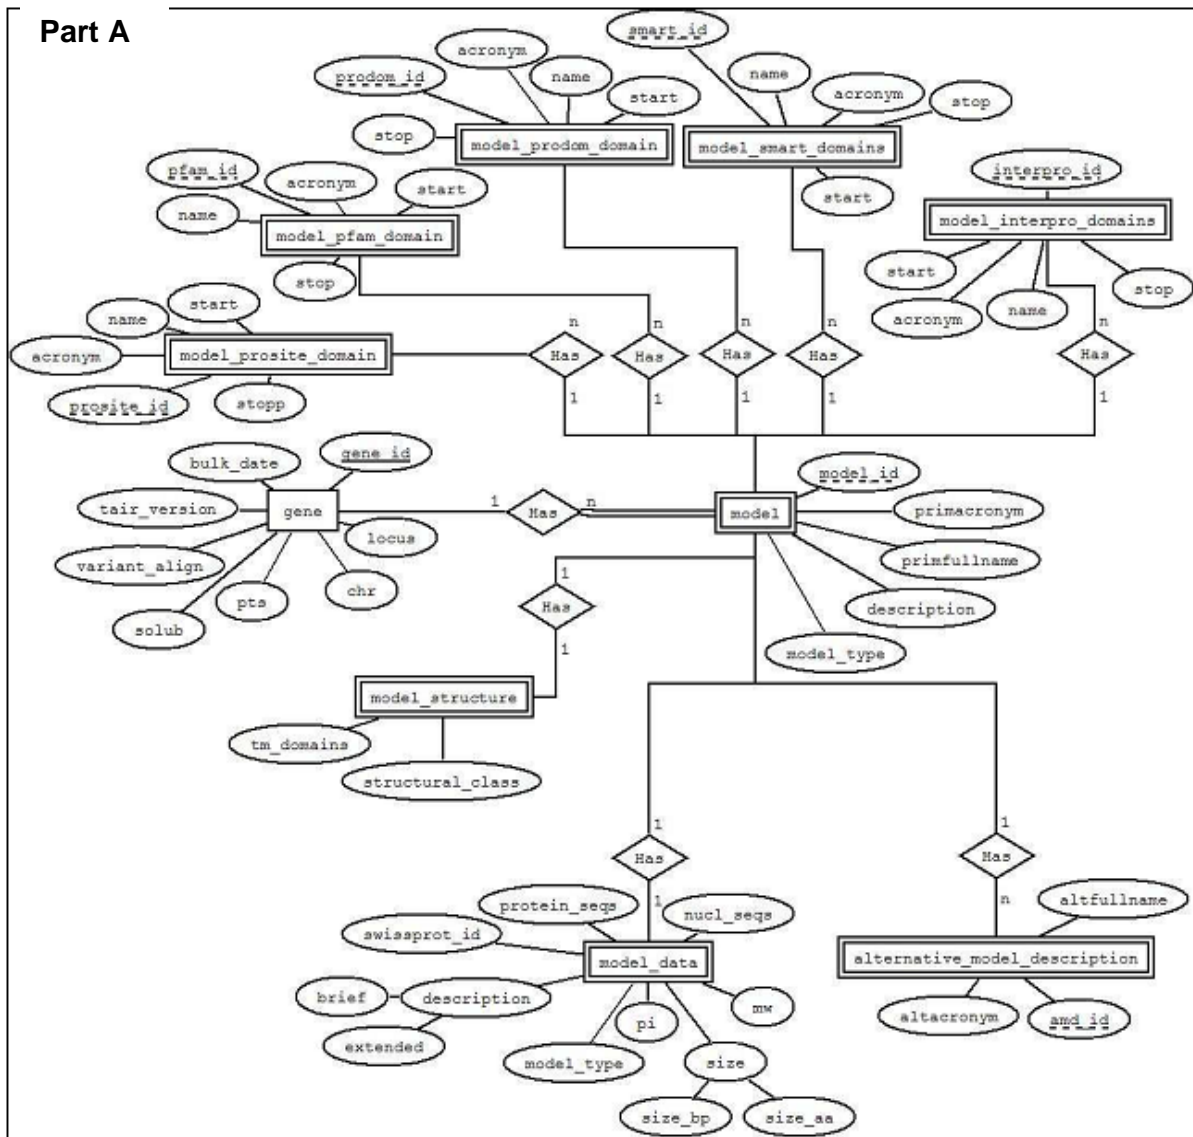 Part A
smart_id
acronym
prodom_id
name
name
start
acronym
stop
stop
model_prodom_domain
model_smart_domains
pfam_id
acronym
start
start
interpro_id
name
model_pfam_domain
model_interpro_domains
stop
start
stop
acronym
name
name
start
acronym
model_prosite_domain
prosite_id
stopp
n
n
n
n
n
Has
Has
Has
Has
Has
1
1
1
1
1
bulk_date
gene_id
model_id
tair_version
gene
1
Has
n
model
primacronym
variant_align
locus
primfullname
pts
chr
solub
description
model_type
1
Has
1
model_structure
tm_domains
structural_class
1
Has
1
1
Has
n
protein_seqs
nucl_seqs
altfullname
swissprot_id
model_data
alternative_model_description
brief
description
mw
extended
pi
altacronym
amd_id
model_type
size
size_bp
size_aa